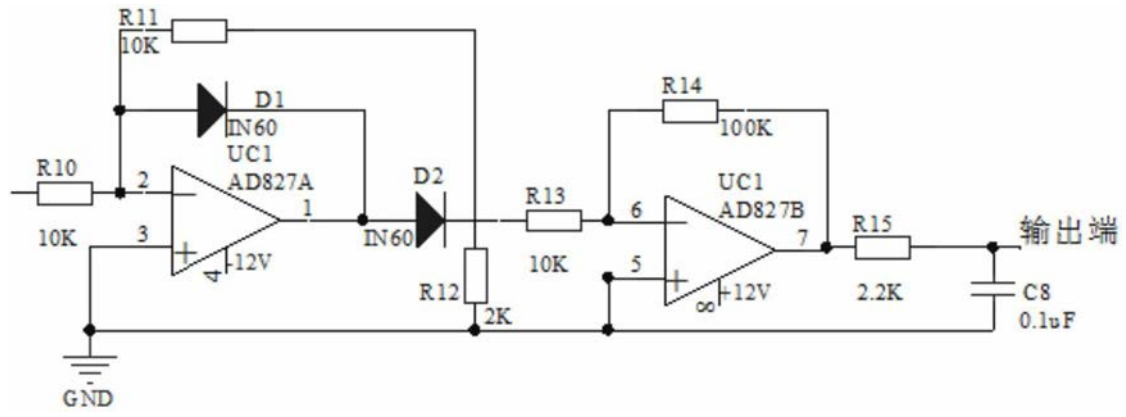 R11
10K
D1
IN60
R14
100K
R10
10K
UC1
AD827A
2
3
1
4
-12V
D2
IN60
R13
10K
R12
2K
UC1
AD827B
6
5
7
8
+12V
R15
2.2K
输出端
C8
0.1uF
GND